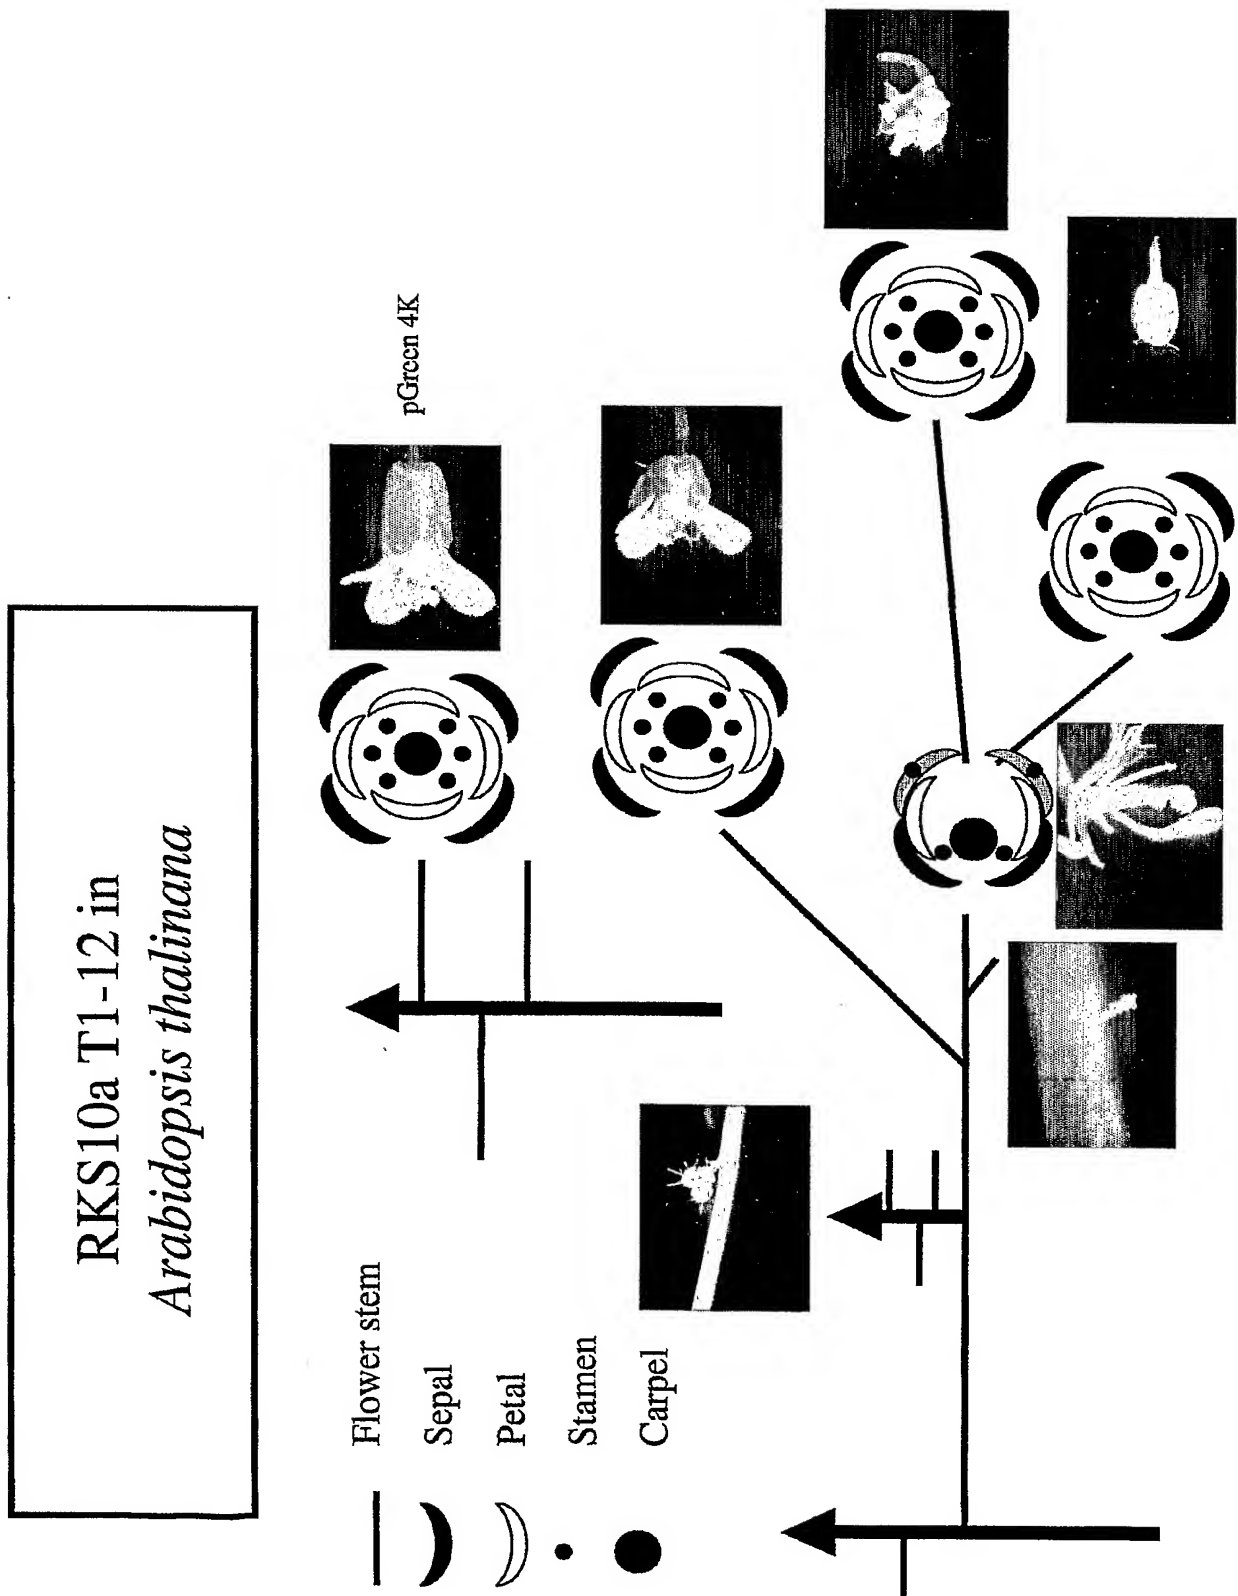 RKS10a T1-12 in
Arabidopsis thalinana
Flower stem
Sepal
Petal
Stamen
Carpel
pGreen 4K